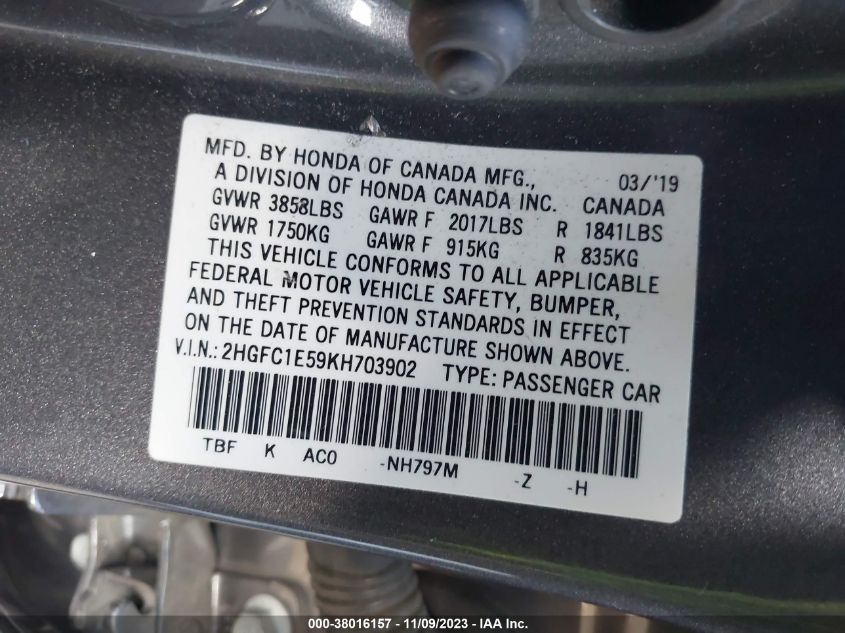 MFD. BY HONDA OF CANADA MFG., 03/'19
A DIVISION OF HONDA CANADA INC. CANADA
GVWR 3858LBS GAWR F 2017LBS R 1841LBS
GVWR 1750KG GAWR F 915KG R 835KG
THIS VEHICLE CONFORMS TO ALL APPLICABLE
FEDERAL MOTOR VEHICLE SAFETY, BUMPER,
AND THEFT PREVENTION STANDARDS IN EFFECT
ON THE DATE OF MANUFACTURE SHOWN ABOVE.
V.I.N.: 2HGFC1E59KH703902 TYPE: PASSENGER CAR
TBF K AC0 -NH797M -Z -H
000-38016157 - 11/09/2023 - IAA Inc.